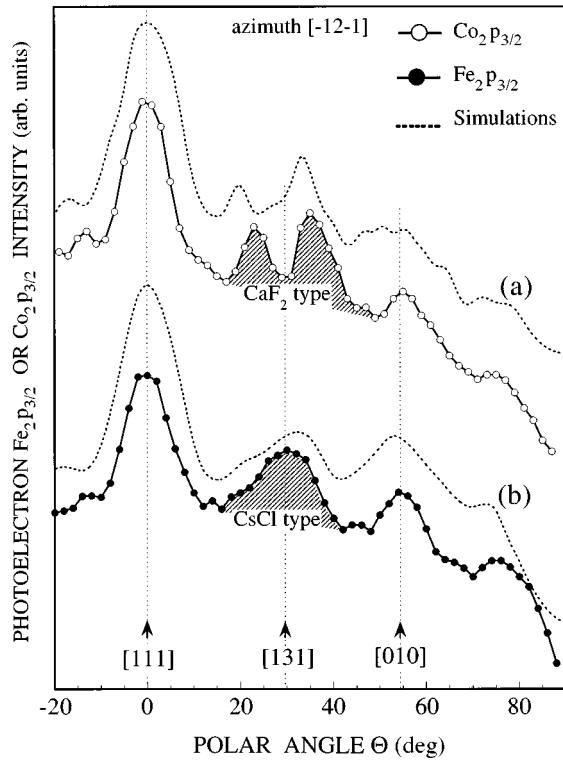 PHOTOELECTRON Fe2p3/2 OR Co2p3/2 INTENSITY (arb. units)
azimuth [-12-1]
Co2p3/2
Fe2p3/2
Simulations
(a)
CaF2 type
(b)
CsCl type
[111]
[131]
[010]
-20
0
20
40
60
80
POLAR ANGLE Θ (deg)